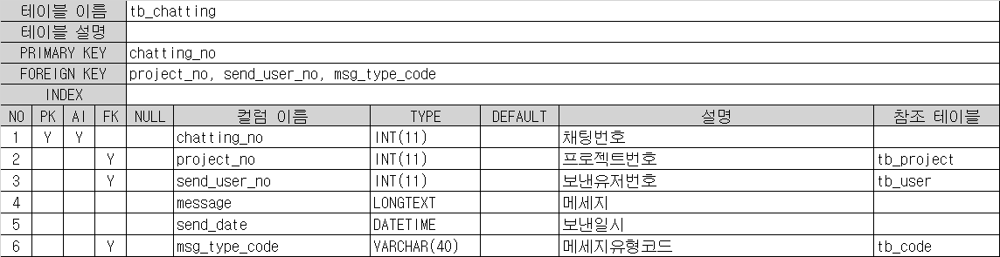 테이블 이름 tb_chatting
테이블 설명
PRIMARY KEY chatting_no
FOREIGN KEY project_no, send_user_no, msg_type_code
INDEX
NO PK AI FK NULL 컬럼 이름 TYPE DEFAULT 설명 참조 테이블
1 Y Y chatting_no INT(11) 채팅번호
2 Y project_no INT(11) 프로젝트번호 tb_project
3 Y send_user_no INT(11) 보낸유저번호 tb_user
4 message LONGTEXT 메세지
5 send_date DATETIME 보낸일시
6 Y msg_type_code VARCHAR(40) 메세지유형코드 tb_code